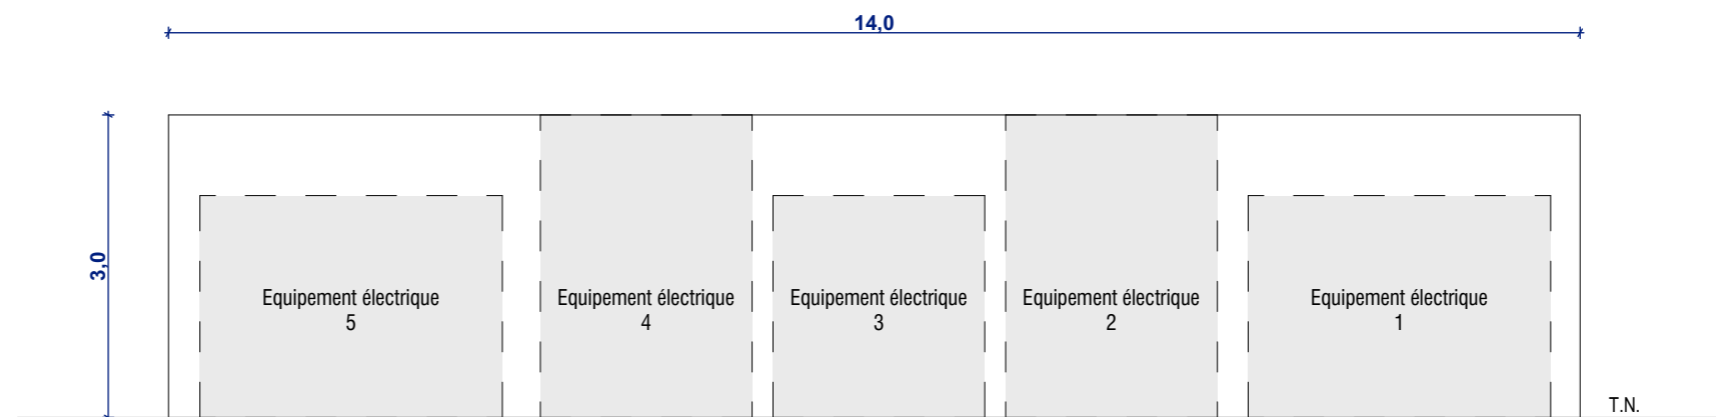 14,0
3,0
Equipement électrique
5
Equipement électrique
4
Equipement électrique
3
Equipement électrique
2
Equipement électrique
1
T.N.